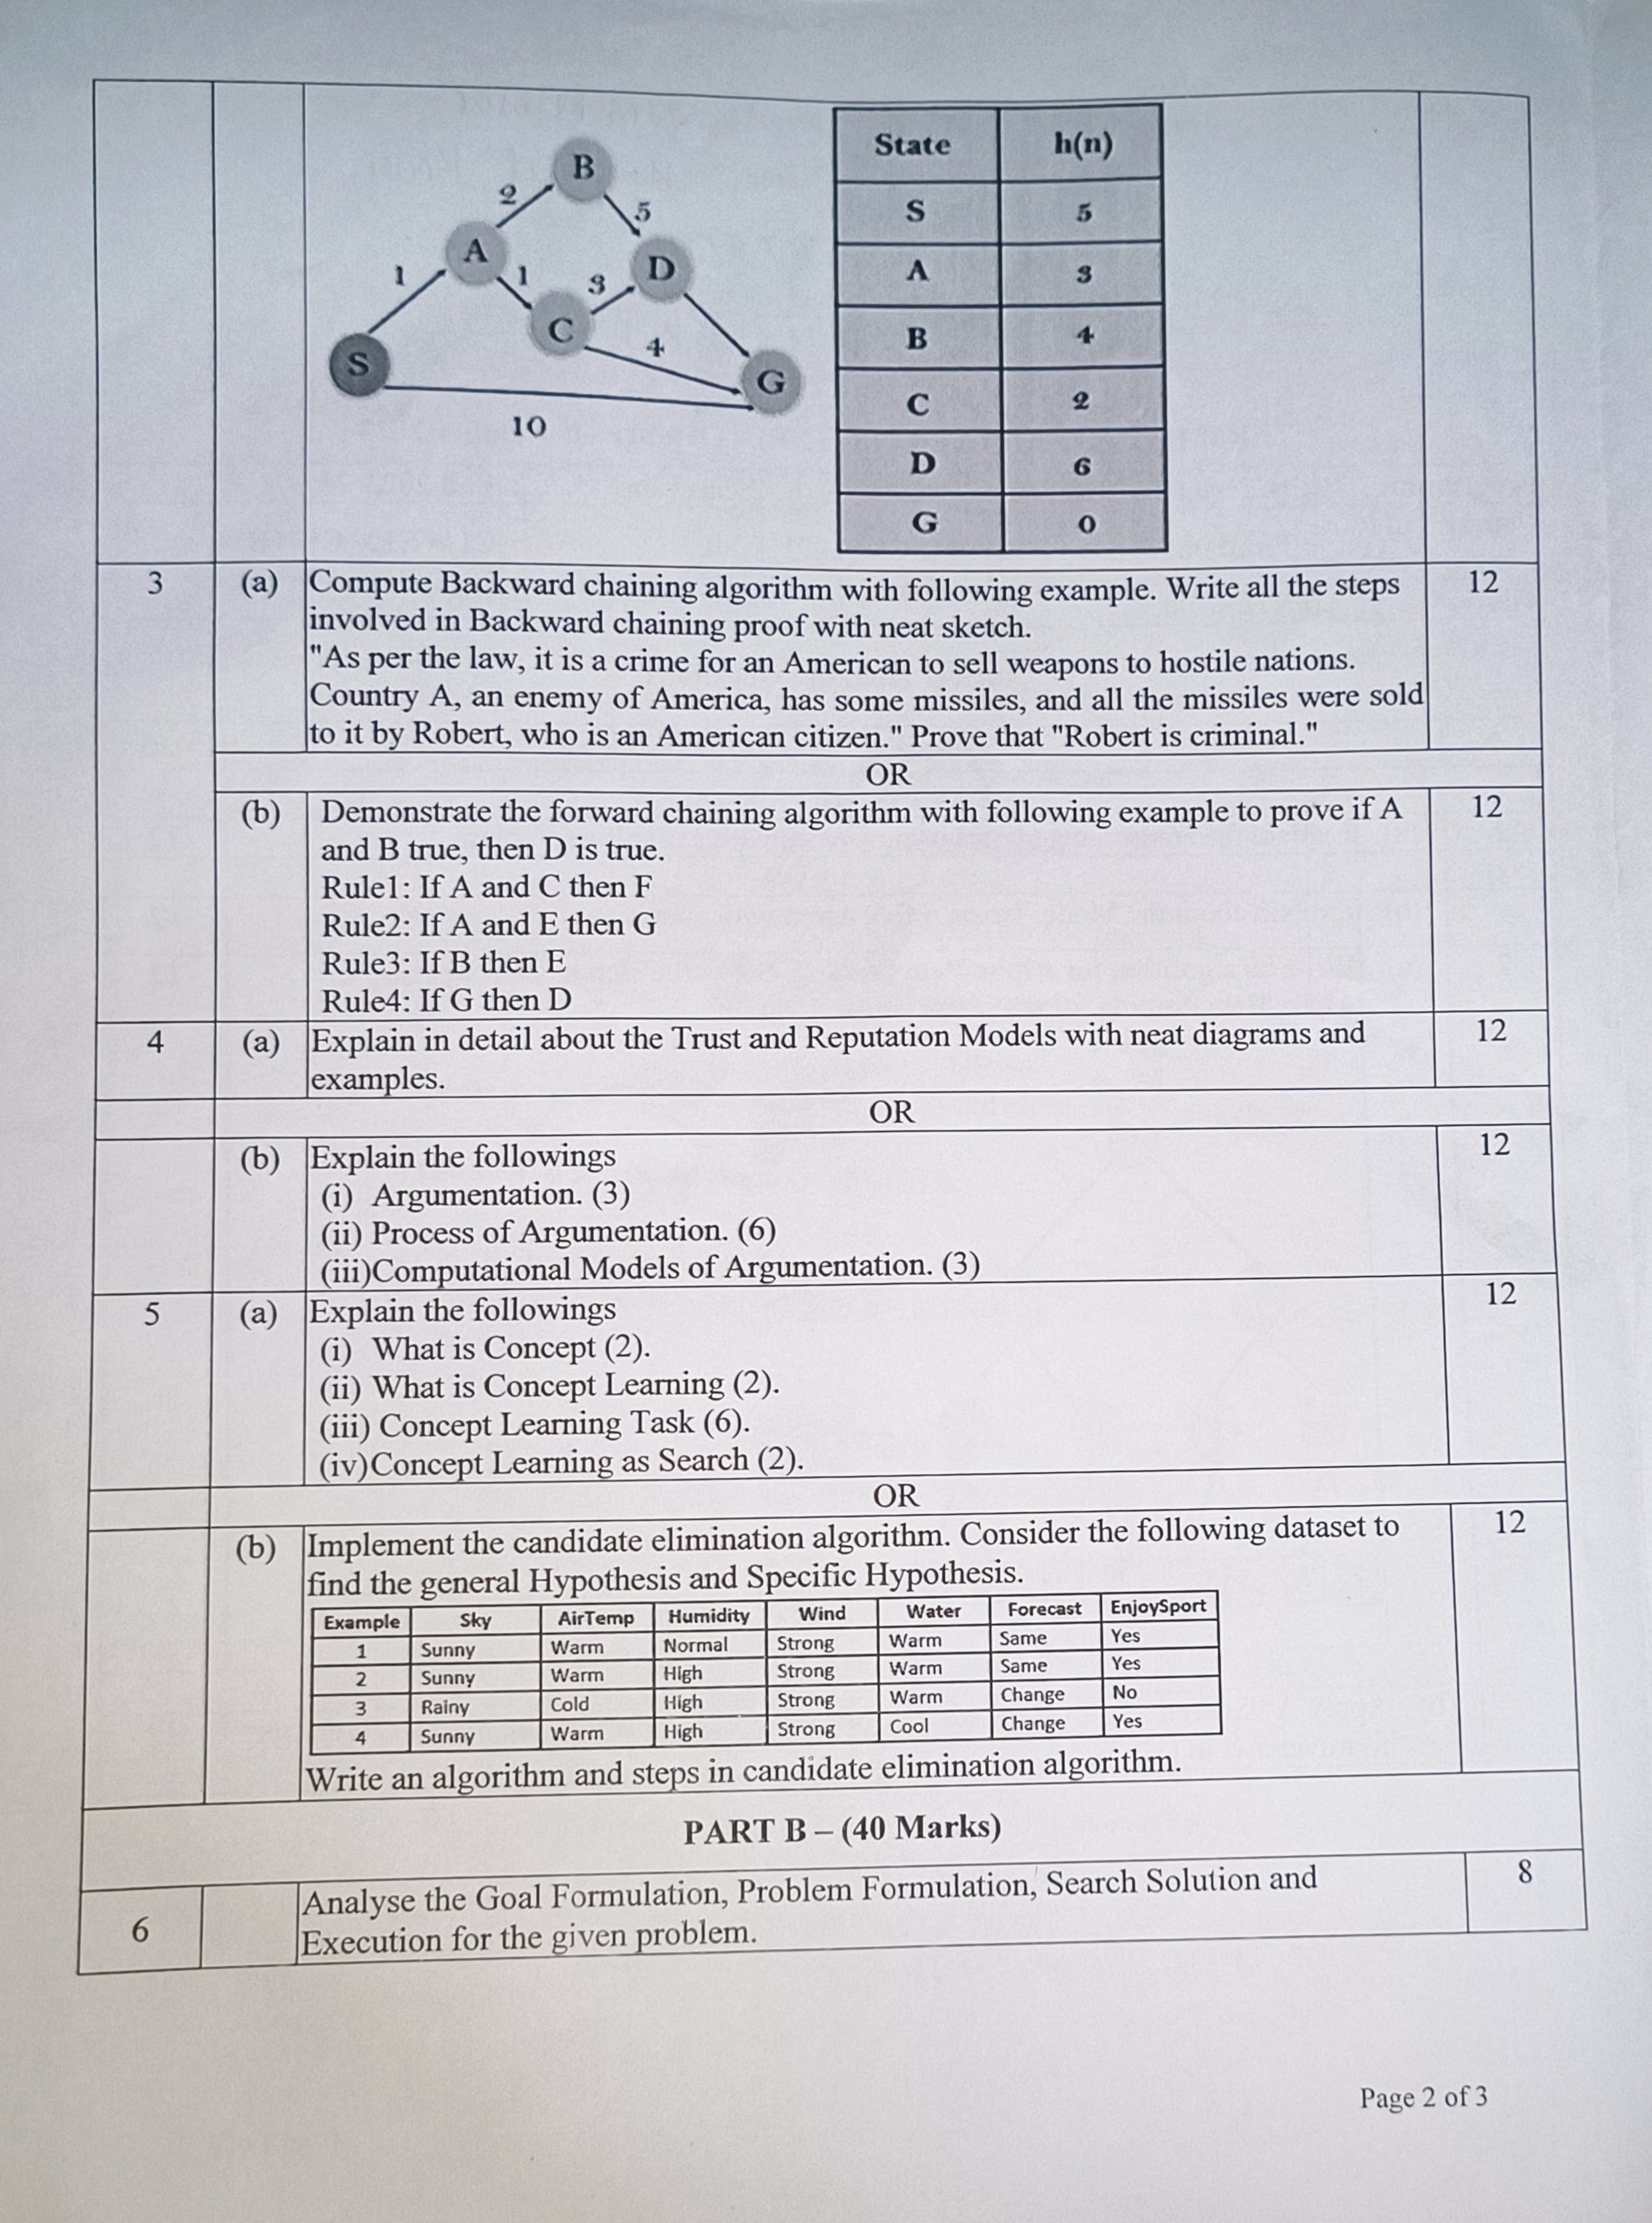 B
2
5
A
D
1
1
3
C
4
S
G
10
State h(n)
S 5
A 3
B 4
C 2
D 6
G 0
3 (a) Compute Backward chaining algorithm with following example. Write all the steps 12
involved in Backward chaining proof with neat sketch.
"As per the law, it is a crime for an American to sell weapons to hostile nations.
Country A, an enemy of America, has some missiles, and all the missiles were sold
to it by Robert, who is an American citizen." Prove that "Robert is criminal."
OR
(b) Demonstrate the forward chaining algorithm with following example to prove if A 12
and B true, then D is true.
Rule1: If A and C then F
Rule2: If A and E then G
Rule3: If B then E
Rule4: If G then D
4 (a) Explain in detail about the Trust and Reputation Models with neat diagrams and 12
examples.
OR
(b) Explain the followings 12
(i) Argumentation. (3)
(ii) Process of Argumentation. (6)
(iii)Computational Models of Argumentation. (3)
5 (a) Explain the followings 12
(i) What is Concept (2).
(ii) What is Concept Learning (2).
(iii) Concept Learning Task (6).
(iv)Concept Learning as Search (2).
OR
(b) Implement the candidate elimination algorithm. Consider the following dataset to 12
find the general Hypothesis and Specific Hypothesis.
Example Sky AirTemp Humidity Wind Water Forecast EnjoySport
1 Sunny Warm Normal Strong Warm Same Yes
2 Sunny Warm High Strong Warm Same Yes
3 Rainy Cold High Strong Warm Change No
4 Sunny Warm High Strong Cool Change Yes
Write an algorithm and steps in candidate elimination algorithm.
PART B – (40 Marks)
6 Analyse the Goal Formulation, Problem Formulation, Search Solution and 8
Execution for the given problem.
Page 2 of 3